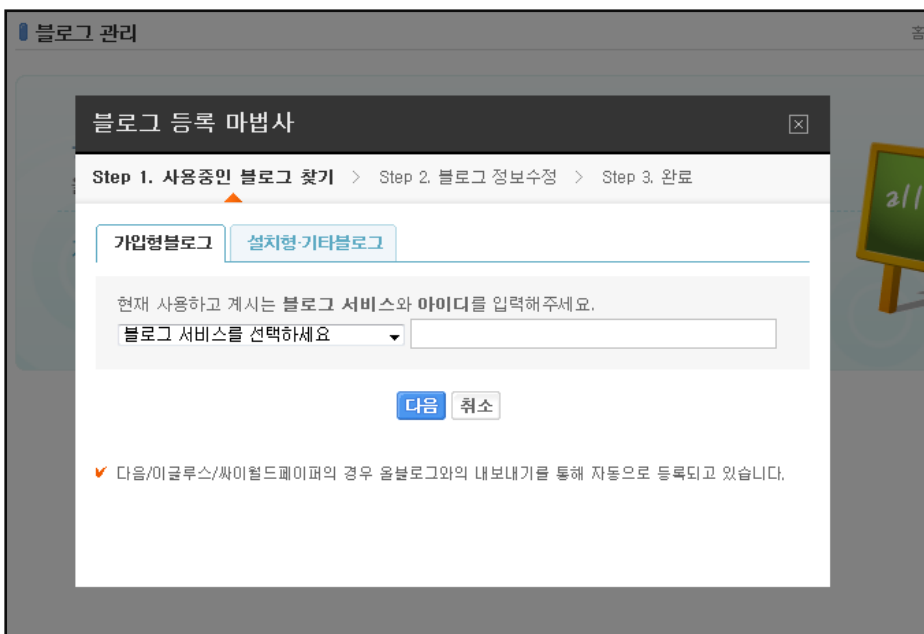 블로그 관리
홈
블로그 등록 마법사
Step 1. 사용중인 블로그 찾기 > Step 2. 블로그 정보수정 > Step 3. 완료
가입형블로그 설치형·기타블로그
현재 사용하고 계시는 블로그 서비스와 아이디를 입력해주세요.
블로그 서비스를 선택하세요
다음 취소
다음/이글루스/싸이월드페이퍼의 경우 올블로그와의 내보내기를 통해 자동으로 등록되고 있습니다.
all